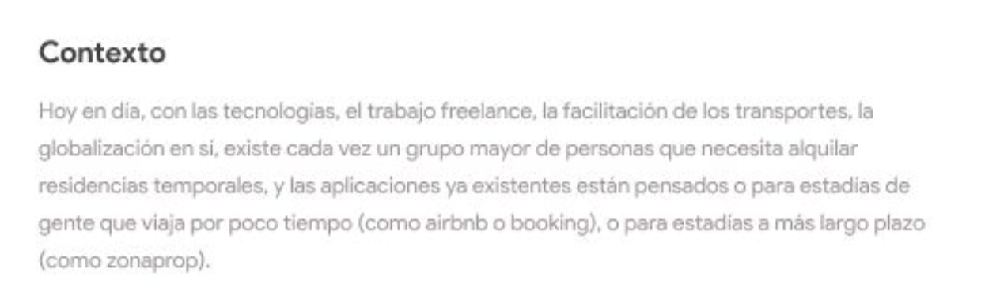 Contexto
Hoy en día, con las tecnologías, el trabajo freelance, la facilitación de los transportes, la
globalización en sí, existe cada vez un grupo mayor de personas que necesita alquilar
residencias temporales, y las aplicaciones ya existentes están pensados o para estadías de
gente que viaja por poco tiempo (como airbnb o booking), o para estadías a más largo plazo
(como zonaprop).